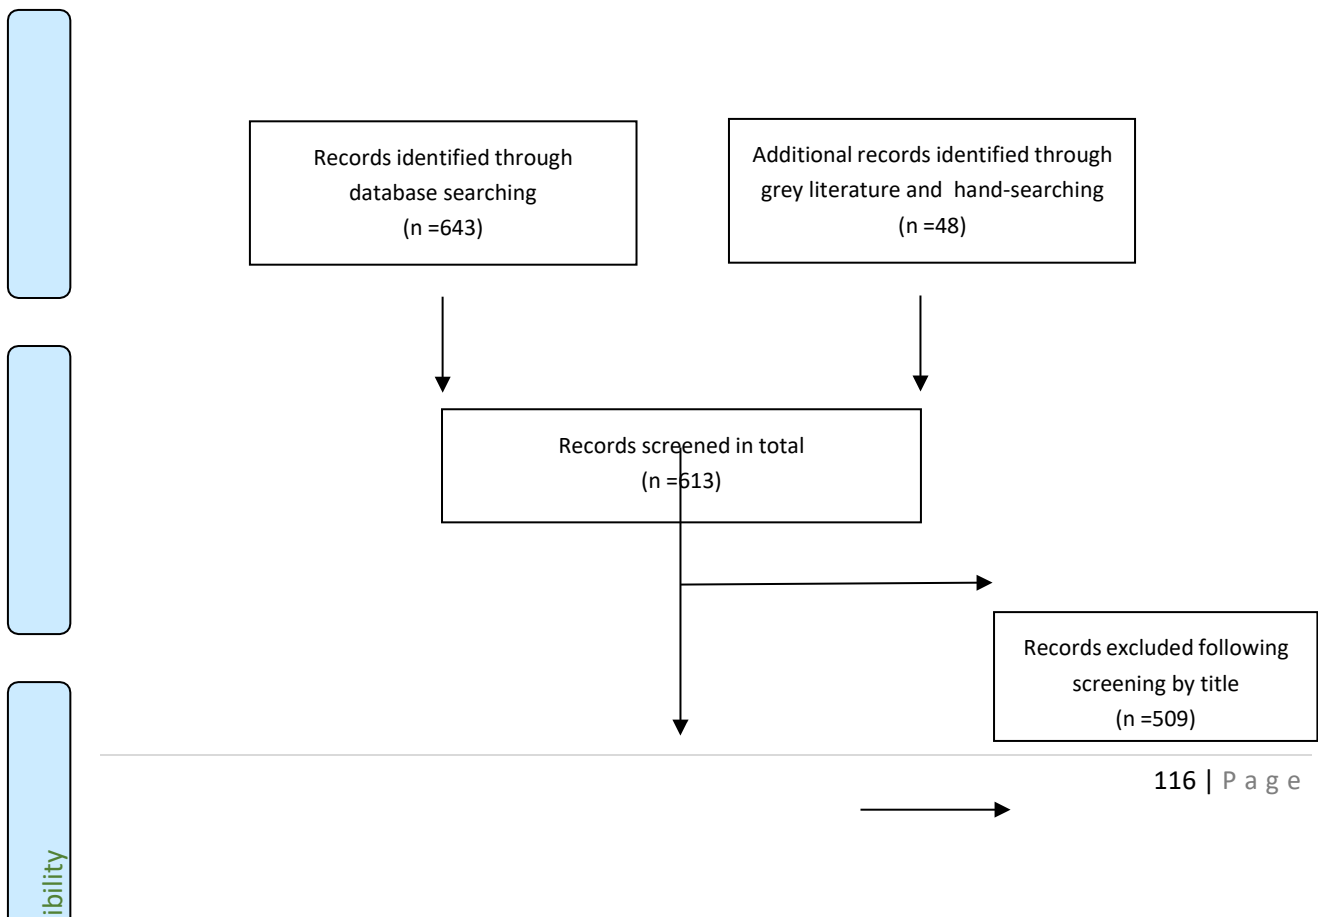 Records identified through
database searching
(n =643)
Additional records identified through
grey literature and  hand-searching
(n =48)
Records screened in total
(n =613)
Records excluded following
screening by title
(n =509)
116 | P a g e
ibility